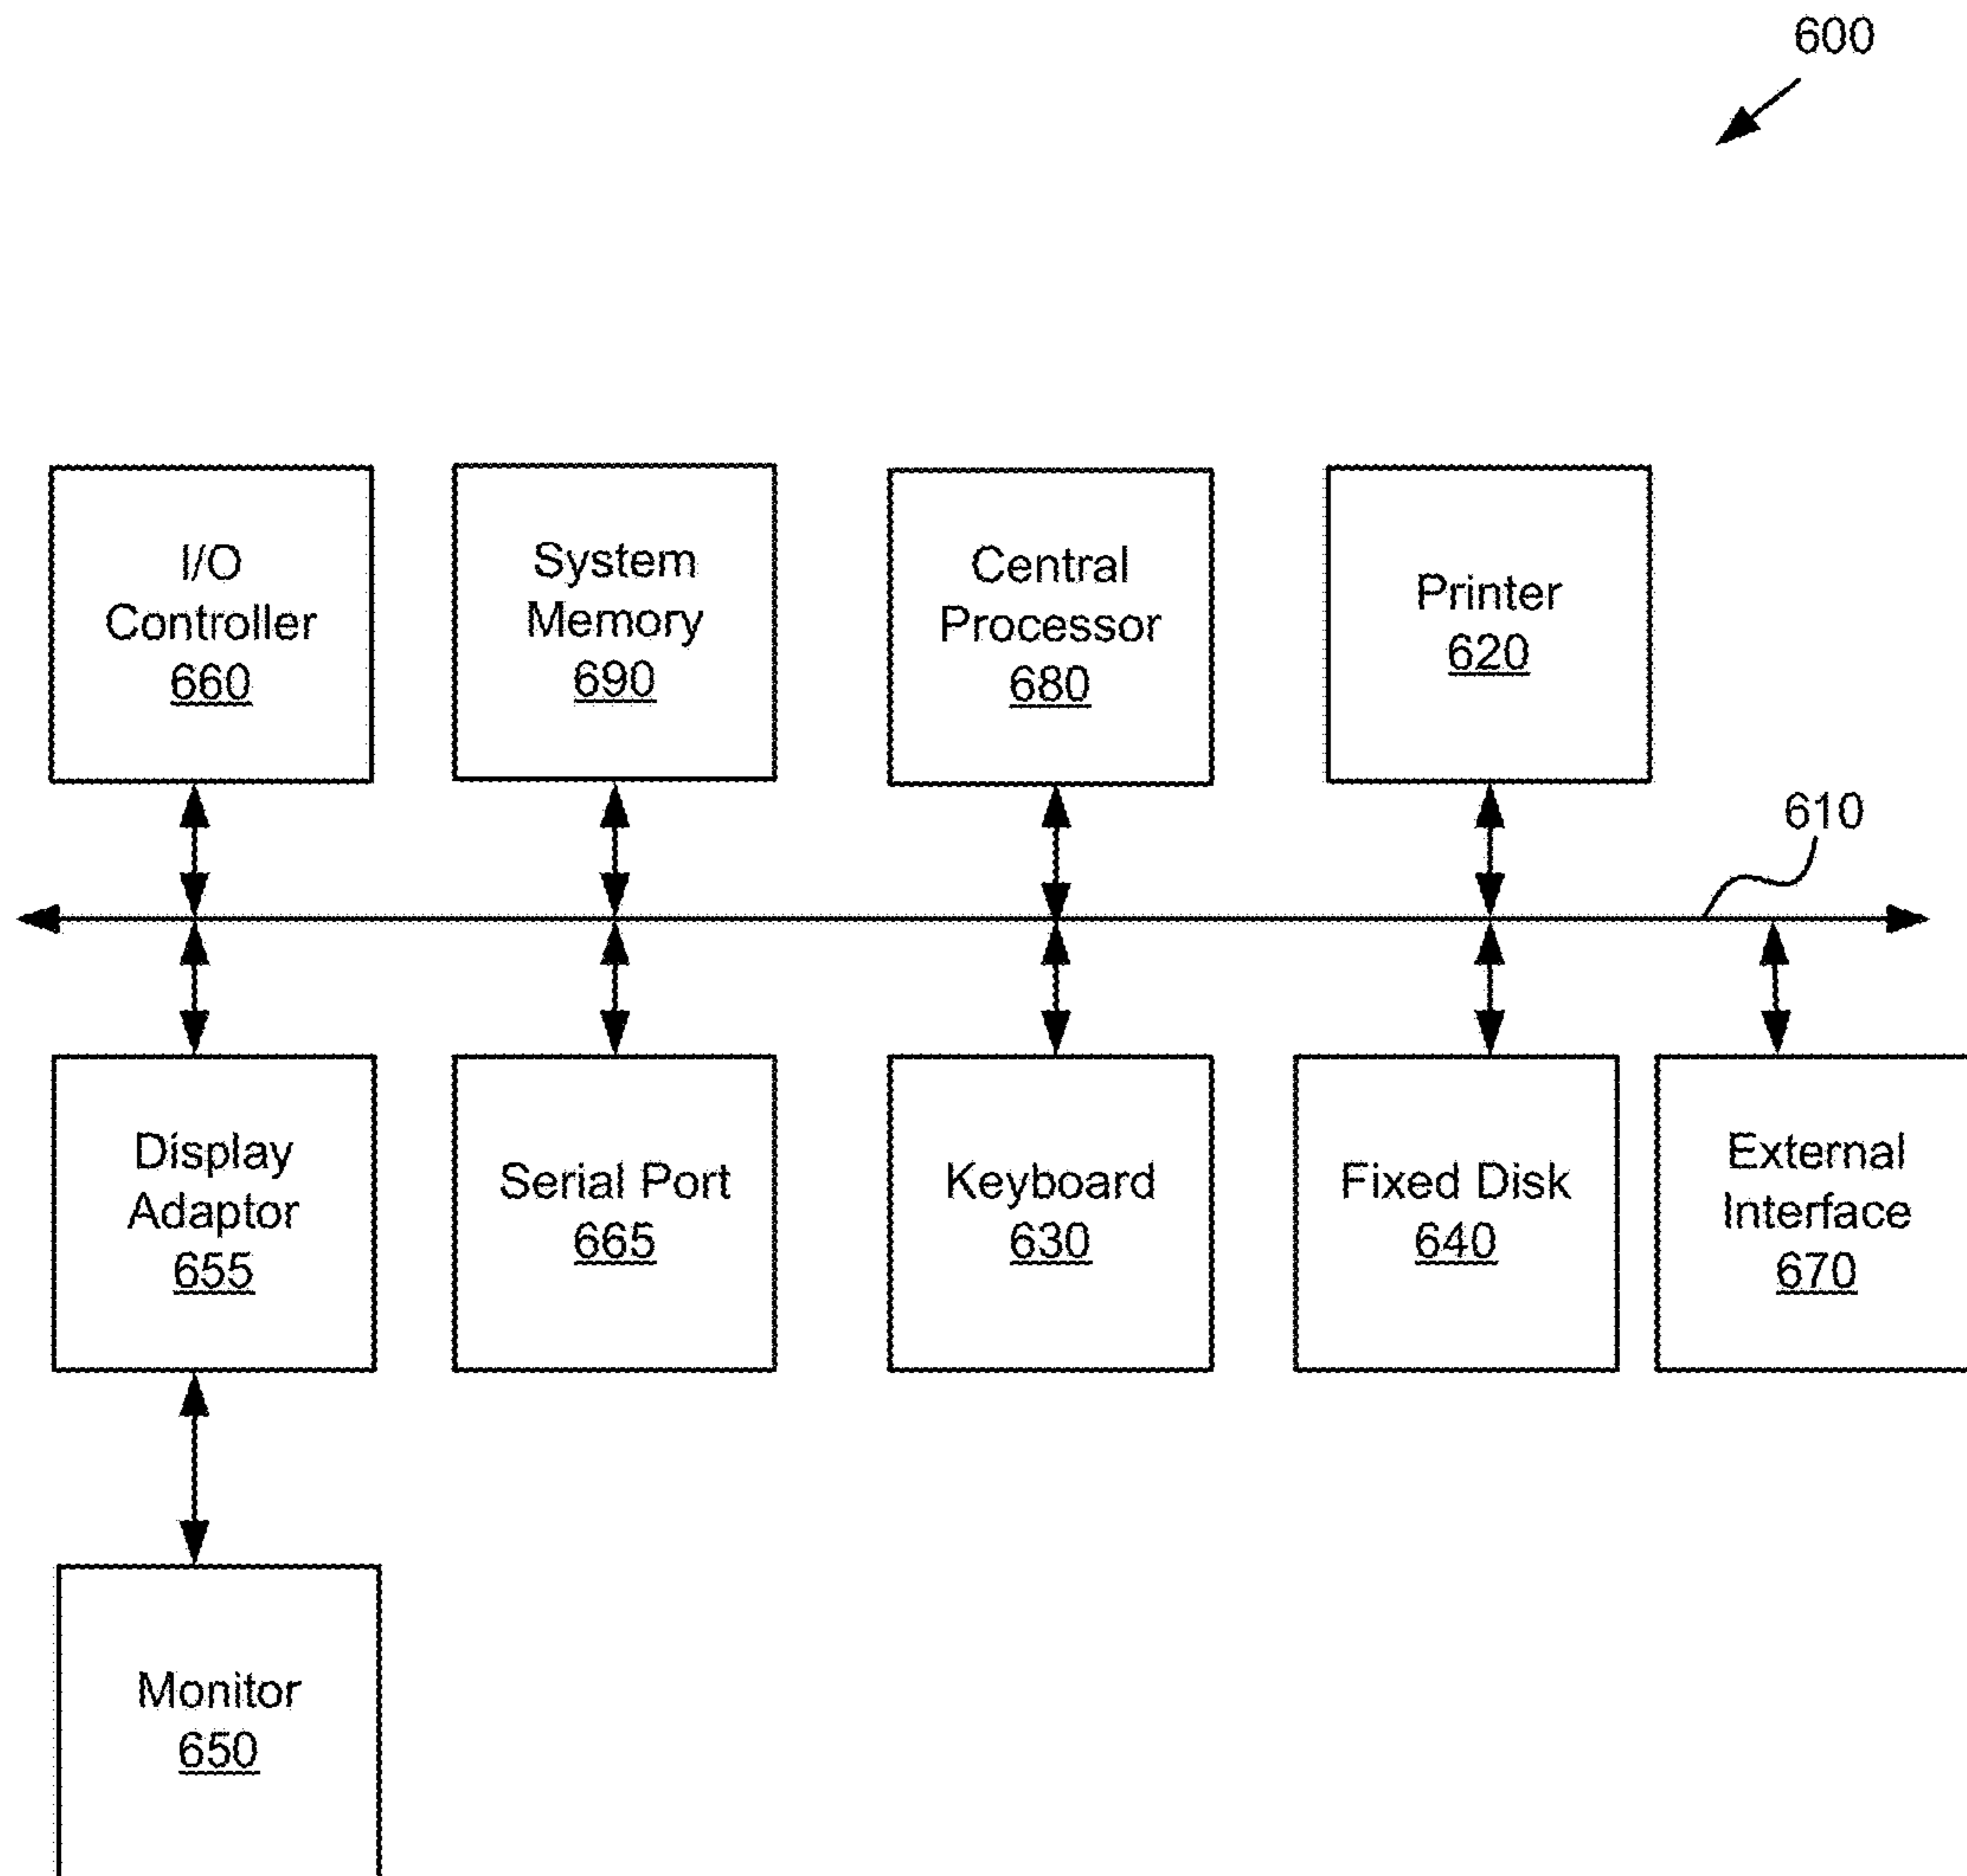 600
I/O
Controller
660
System
Memory
690
Central
Processor
680
Printer
620
610
Display
Adaptor
655
Serial Port
665
Keyboard
630
Fixed Disk
640
External
Interface
670
Monitor
650